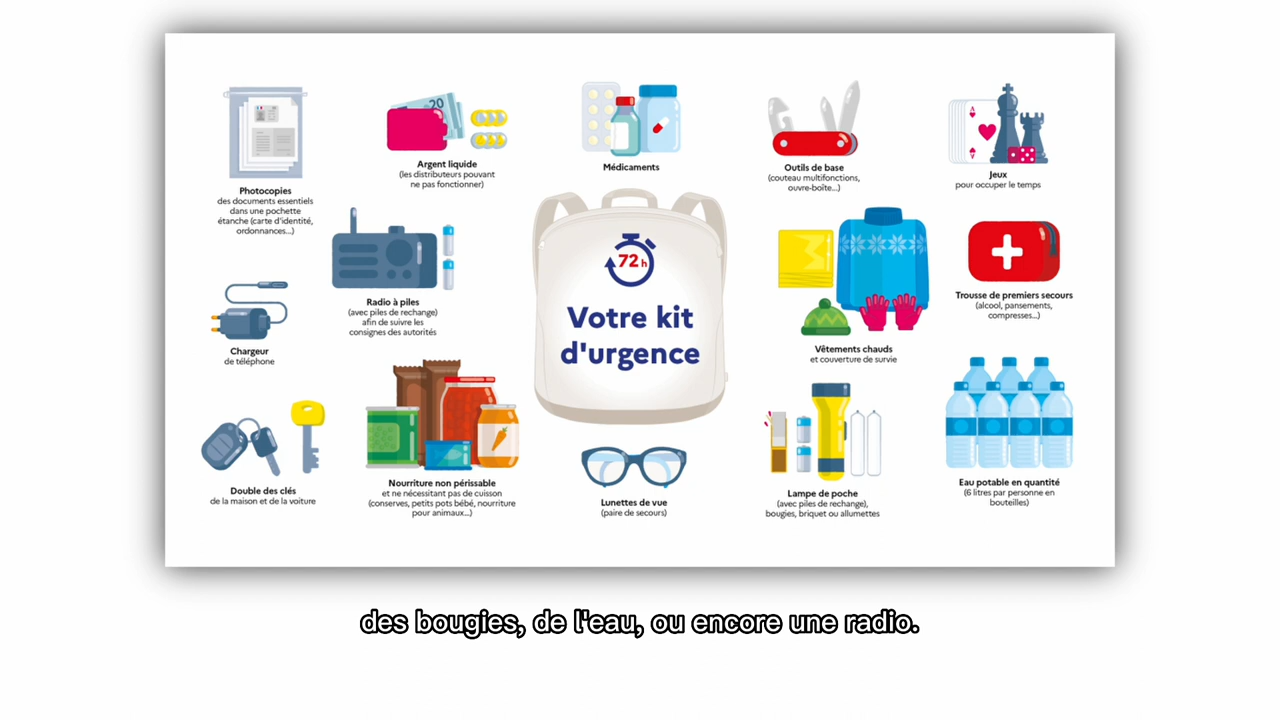 20
Argent liquide
(les distributeurs pouvant
ne pas fonctionner)
Médicaments
Outils de base
(couteau multifonctions,
ouvre-boîte...)
Jeux
pour occuper le temps
Photocopies
des documents essentiels
dans une pochette
étanche (carte d'identité,
ordonnances...)
72 h
Votre kit
d'urgence
Radio à piles
(avec piles de rechange)
afin de suivre les
consignes des autorités
Trousse de premiers secours
(alcool, pansements,
compresses...)
Chargeur
de téléphone
Vêtements chauds
et couverture de survie
Double des clés
de la maison et de la voiture
Nourriture non périssable
et ne nécessitant pas de cuisson
(conserves, petits pots bébé, nourriture
pour animaux...)
Lunettes de vue
(paire de secours)
Lampe de poche
(avec piles de rechange),
bougies, briquet ou allumettes
Eau potable en quantité
(6 litres par personne en
bouteilles)
des bougies, de l'eau, ou encore une radio.